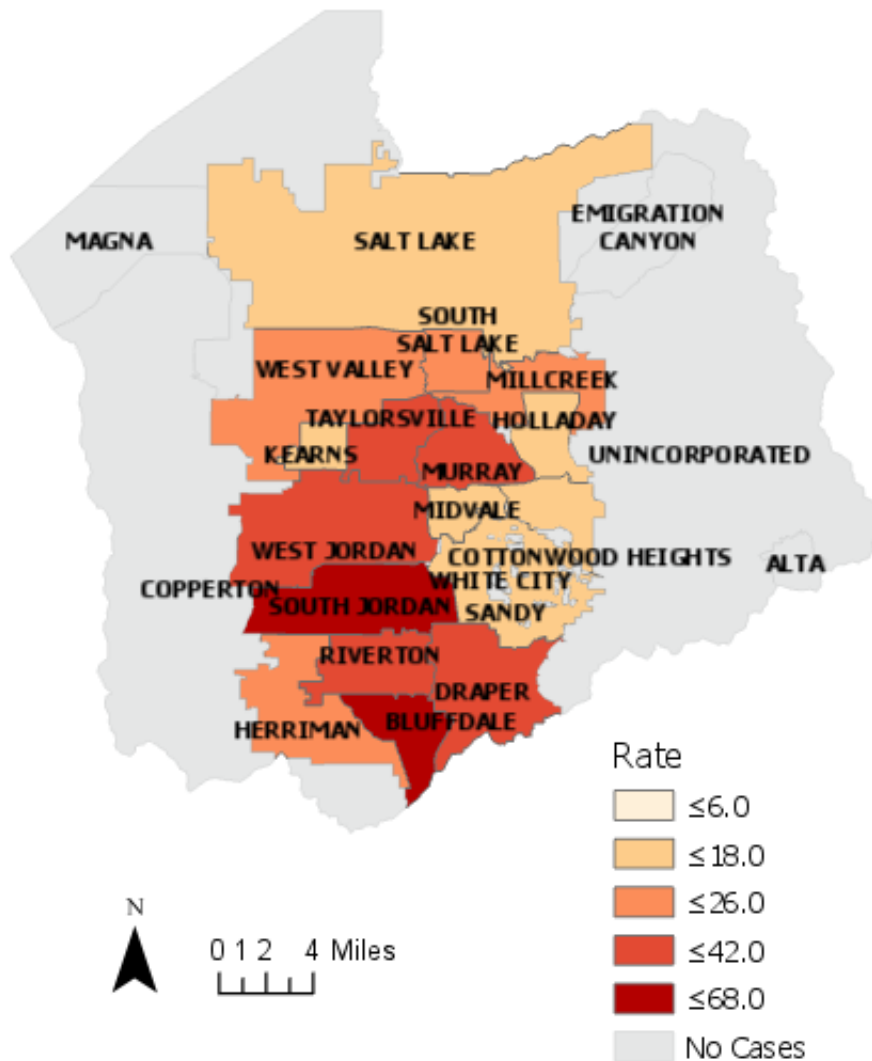 EMIGRATION
CANYON
MAGNA
SALT LAKE
SOUTH
SALT LAKE
WEST VALLEY
MILLCREEK
TAYLORSVILLE
HOLLADAY
KEARNS
UNINCORPORATED
MURRAY
MIDVALE
WEST JORDAN
COTTONWOOD HEIGHTS
ALTA
WHITE CITY
COPPERTON
SOUTH JORDAN
SANDY
RIVERTON
DRAPER
BLUFFDALE
HERRIMAN
Rate
≤6.0
≤18.0
≤26.0
≤42.0
≤68.0
No Cases
N
0 1 2 4 Miles